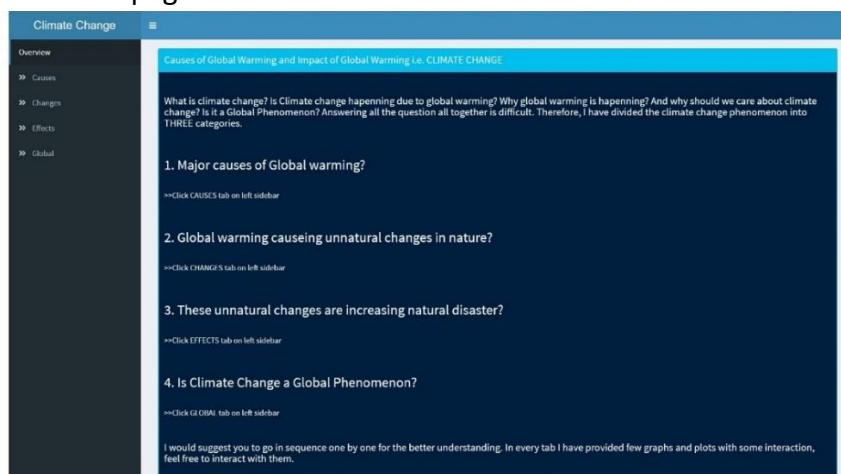 Climate Change
Overview
Causes
Changes
Effects
Global
Causes of Global Warming and Impact of Global Warming i.e. CLIMATE CHANGE
What is climate change? Is Climate change hapenning due to global warming? Why global warming is hapenning? And why should we care about climate
change? Is it a Global Phenomenon? Answering all the question all together is difficult. Therefore, I have divided the climate change phenomenon into
THREE categories.
1. Major causes of Global warming?
>>Click CAUSES tab on left sidebar
2. Global warming causeing unnatural changes in nature?
>>Click CHANGES tab on left sidebar
3. These unnatural changes are increasing natural disaster?
>>Click EFFECTS tab on left sidebar
4. Is Climate Change a Global Phenomenon?
>>Click GLOBAL tab on left sidebar
I would suggest you to go in sequence one by one for the better understanding. In every tab I have provided few graphs and plots with some interaction,
feel free to interact with them.